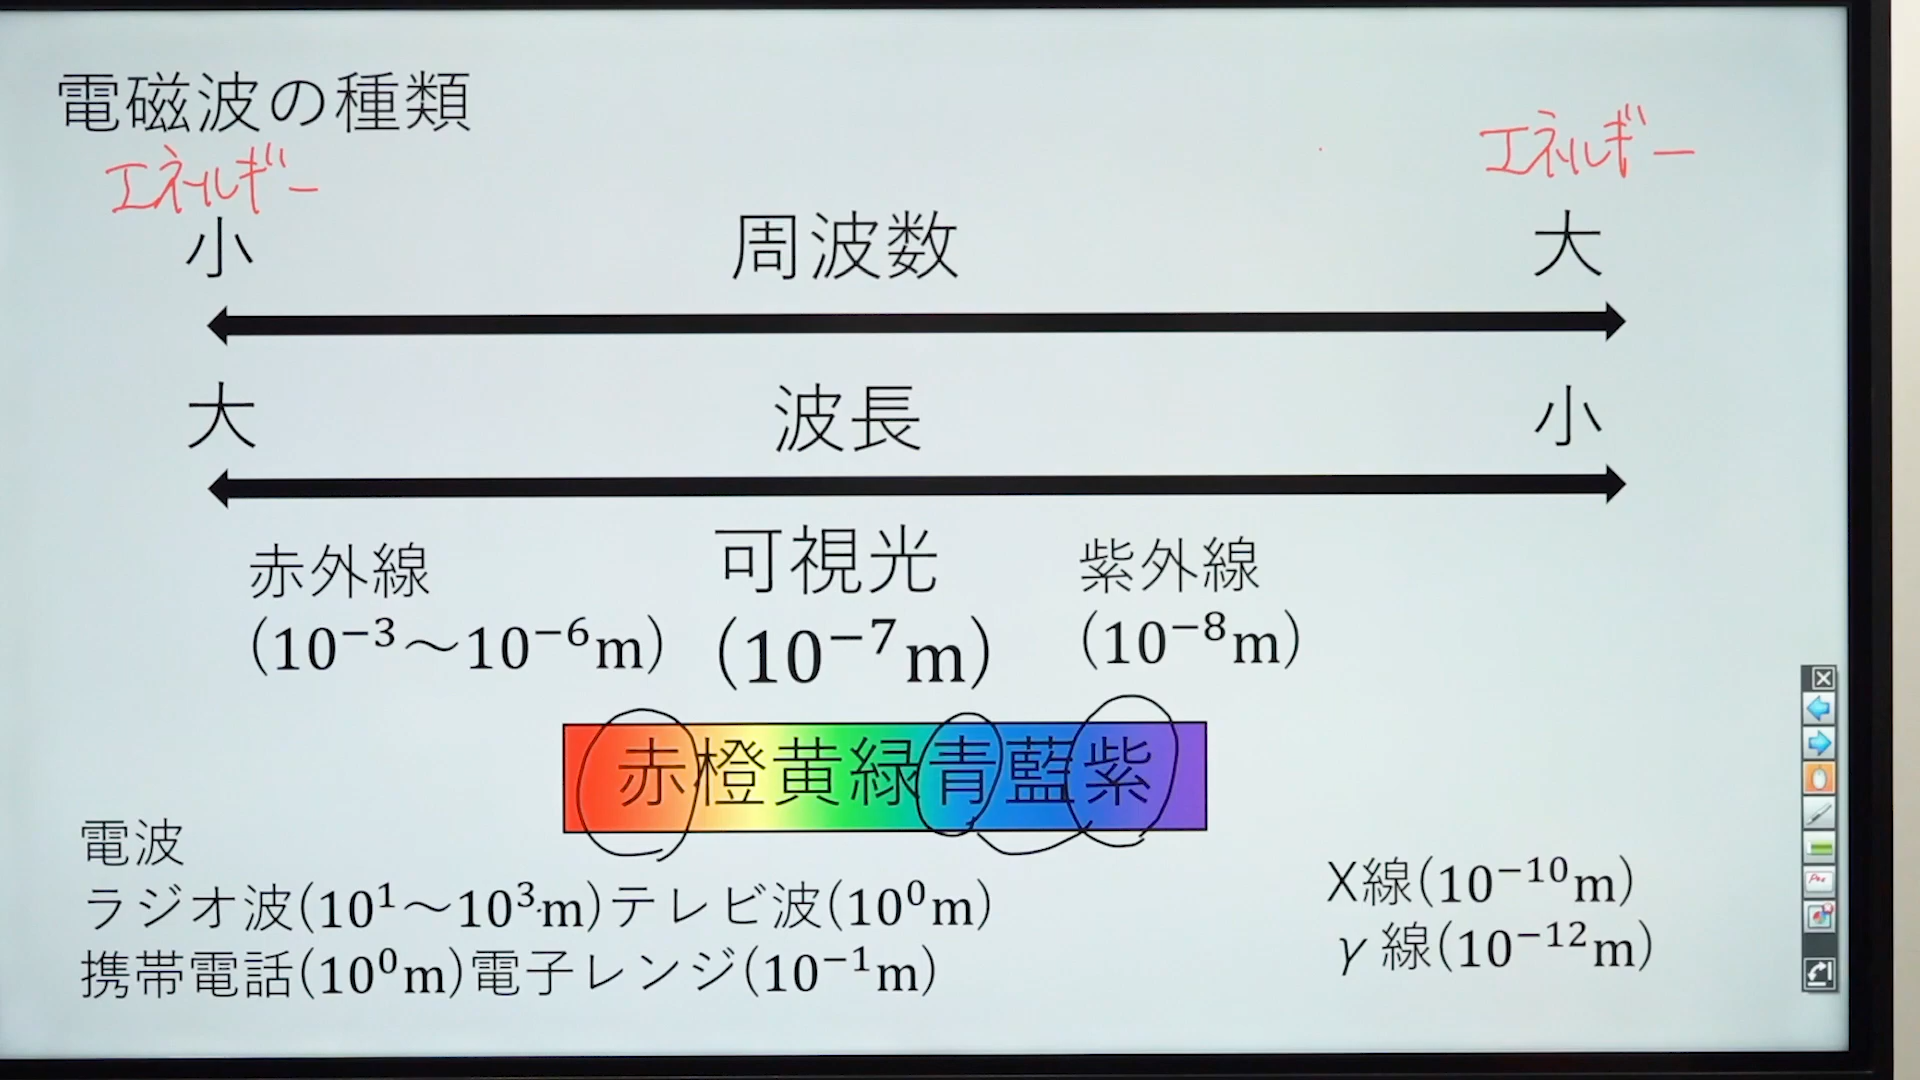 電磁波の種類
エネルギー エネルギー
小 周波数 大
大 波長 小
赤外線 可視光 紫外線
(10⁻³～10⁻⁶m) (10⁻⁷m) (10⁻⁸m)
赤橙黄緑青藍紫
電波
ラジオ波(10¹～10³m)テレビ波(10⁰m)
携帯電話(10⁰m)電子レンジ(10⁻¹m)
X線(10⁻¹⁰m)
γ線(10⁻¹²m)